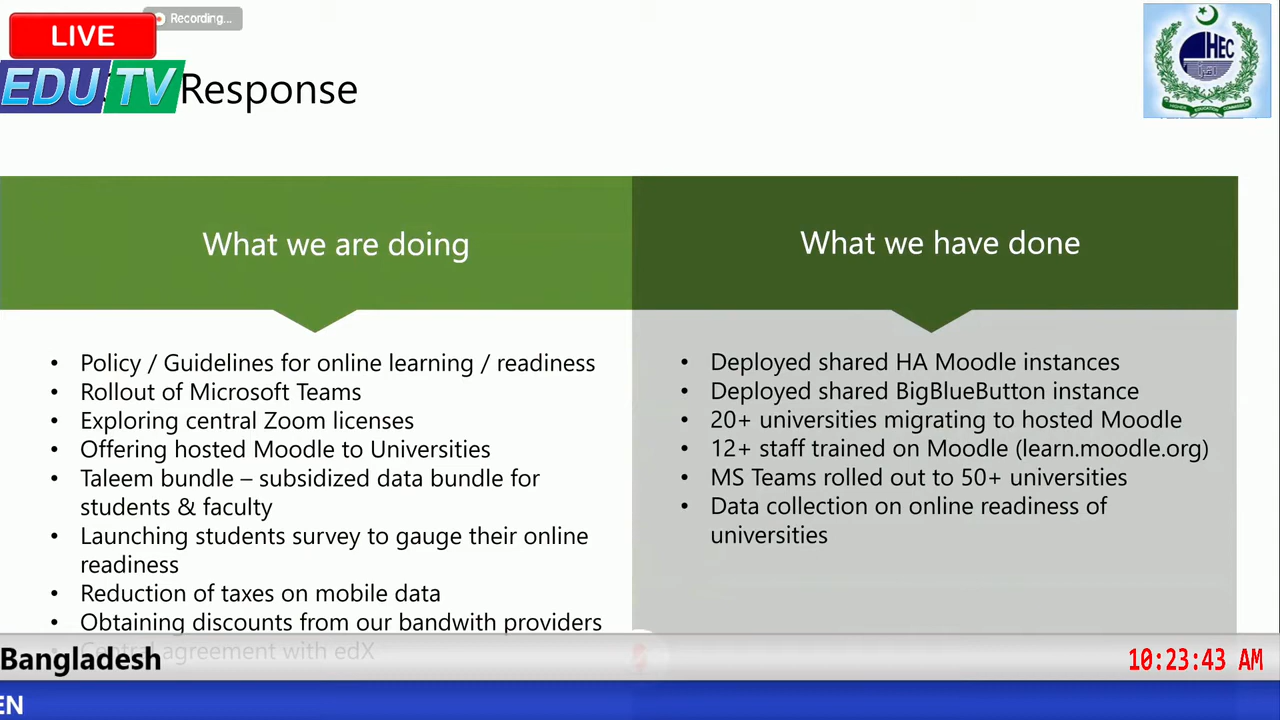 Recording...
LIVE
EDU TV
Response
HEC
HIGHER EDUCATION COMMISSION
What we are doing
• Policy / Guidelines for online learning / readiness
• Rollout of Microsoft Teams
• Exploring central Zoom licenses
• Offering hosted Moodle to Universities
• Taleem bundle – subsidized data bundle for
students & faculty
• Launching students survey to gauge their online
readiness
• Reduction of taxes on mobile data
• Obtaining discounts from our bandwith providers
• Central agreement with edX
What we have done
• Deployed shared HA Moodle instances
• Deployed shared BigBlueButton instance
• 20+ universities migrating to hosted Moodle
• 12+ staff trained on Moodle (learn.moodle.org)
• MS Teams rolled out to 50+ universities
• Data collection on online readiness of
universities
Bangladesh
10:23:43 AM
EN